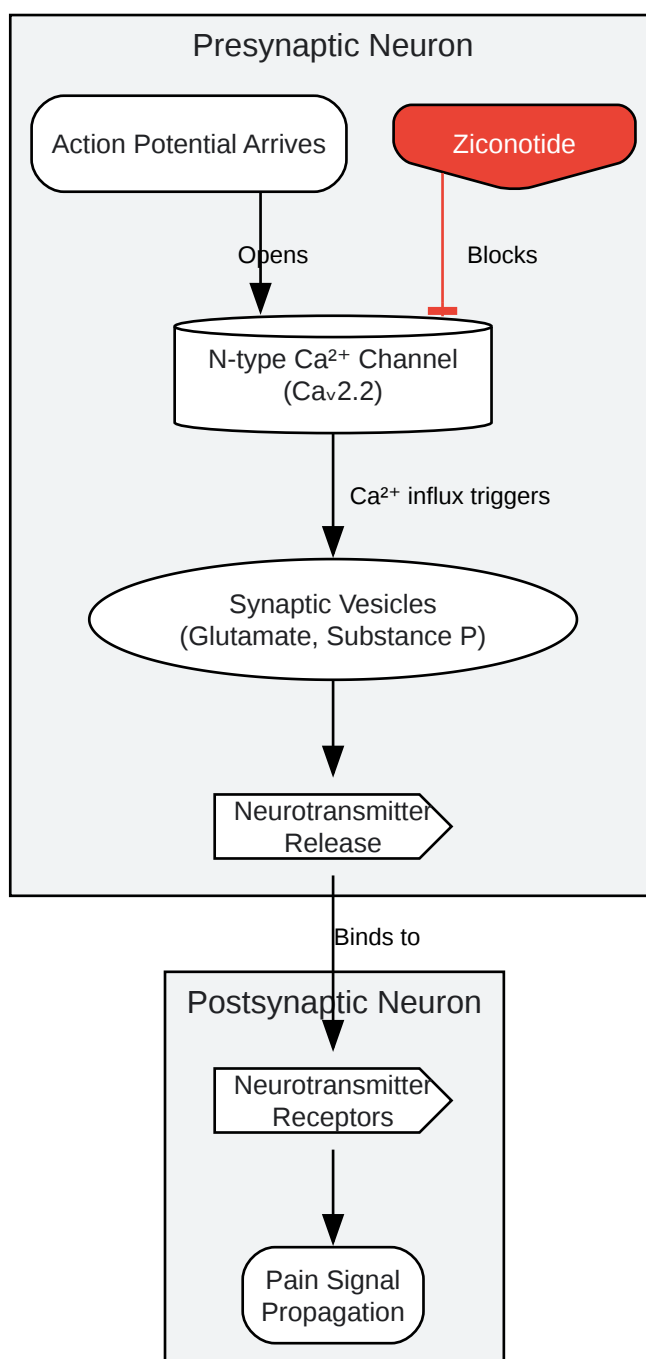 Presynaptic Neuron
Action Potential Arrives
Ziconotide
Opens
Blocks
N-type Ca²⁺ Channel
(Caᵥ2.2)
Ca²⁺ influx triggers
Synaptic Vesicles
(Glutamate, Substance P)
Neurotransmitter
Release
Binds to
Postsynaptic Neuron
Neurotransmitter
Receptors
Pain Signal
Propagation